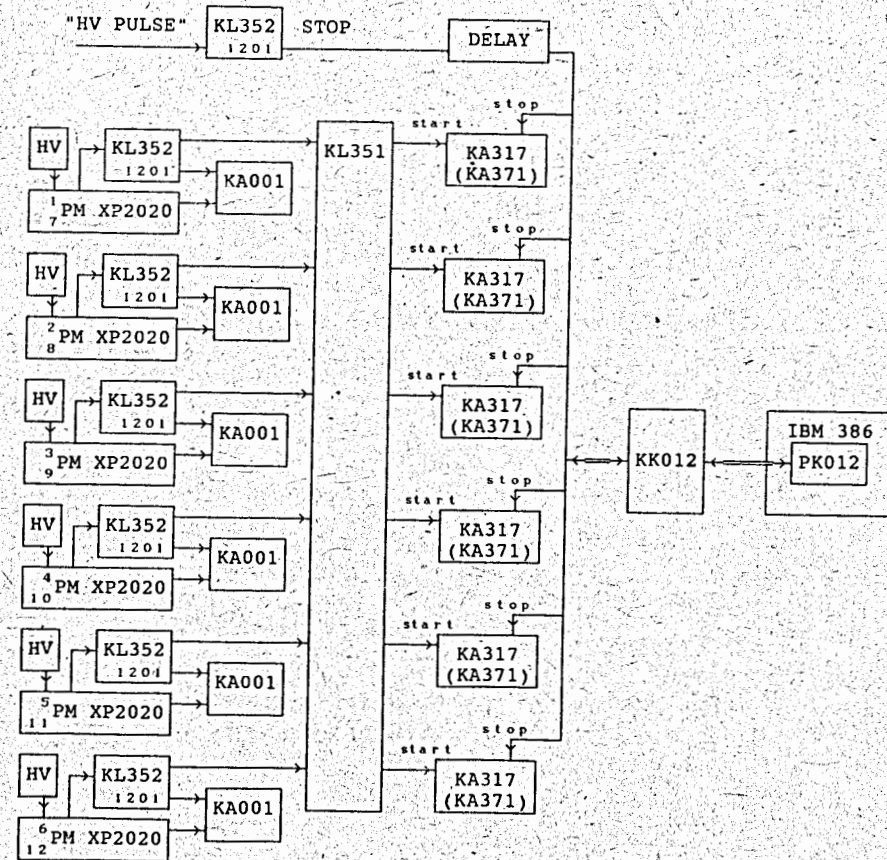 "HV PULSE"
KL352
1201
STOP
DELAY
stop
start
HV
KL352
1201
KL351
KA317
(KA371)
KA001
1
7
PM XP2020
stop
start
HV
KL352
1201
KA317
(KA371)
KA001
2
8
PM XP2020
stop
start
HV
KL352
1201
KA317
(KA371)
KA001
3
9
PM XP2020
KK012
IBM 386
PK012
stop
start
HV
KL352
1201
KA317
(KA371)
KA001
4
10
PM XP2020
stop
start
HV
KL352
1201
KA317
(KA371)
KA001
5
11
PM XP2020
stop
start
HV
KL352
1201
KA317
(KA371)
KA001
6
12
PM XP2020